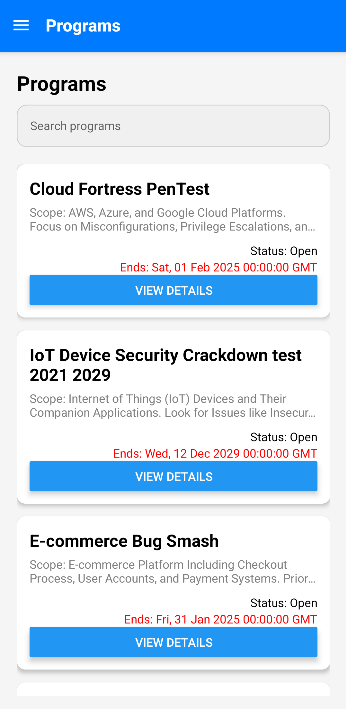 Programs
Programs
Search programs
Cloud Fortress PenTest
Scope: AWS, Azure, and Google Cloud Platforms.
Focus on Misconfigurations, Privilege Escalations, an...
Status: Open
Ends: Sat, 01 Feb 2025 00:00:00 GMT
VIEW DETAILS
IoT Device Security Crackdown test
2021 2029
Scope: Internet of Things (IoT) Devices and Their
Companion Applications. Look for Issues like Insecur...
Status: Open
Ends: Wed, 12 Dec 2029 00:00:00 GMT
VIEW DETAILS
E-commerce Bug Smash
Scope: E-commerce Platform Including Checkout
Process, User Accounts, and Payment Systems. Prior...
Status: Open
Ends: Fri, 31 Jan 2025 00:00:00 GMT
VIEW DETAILS